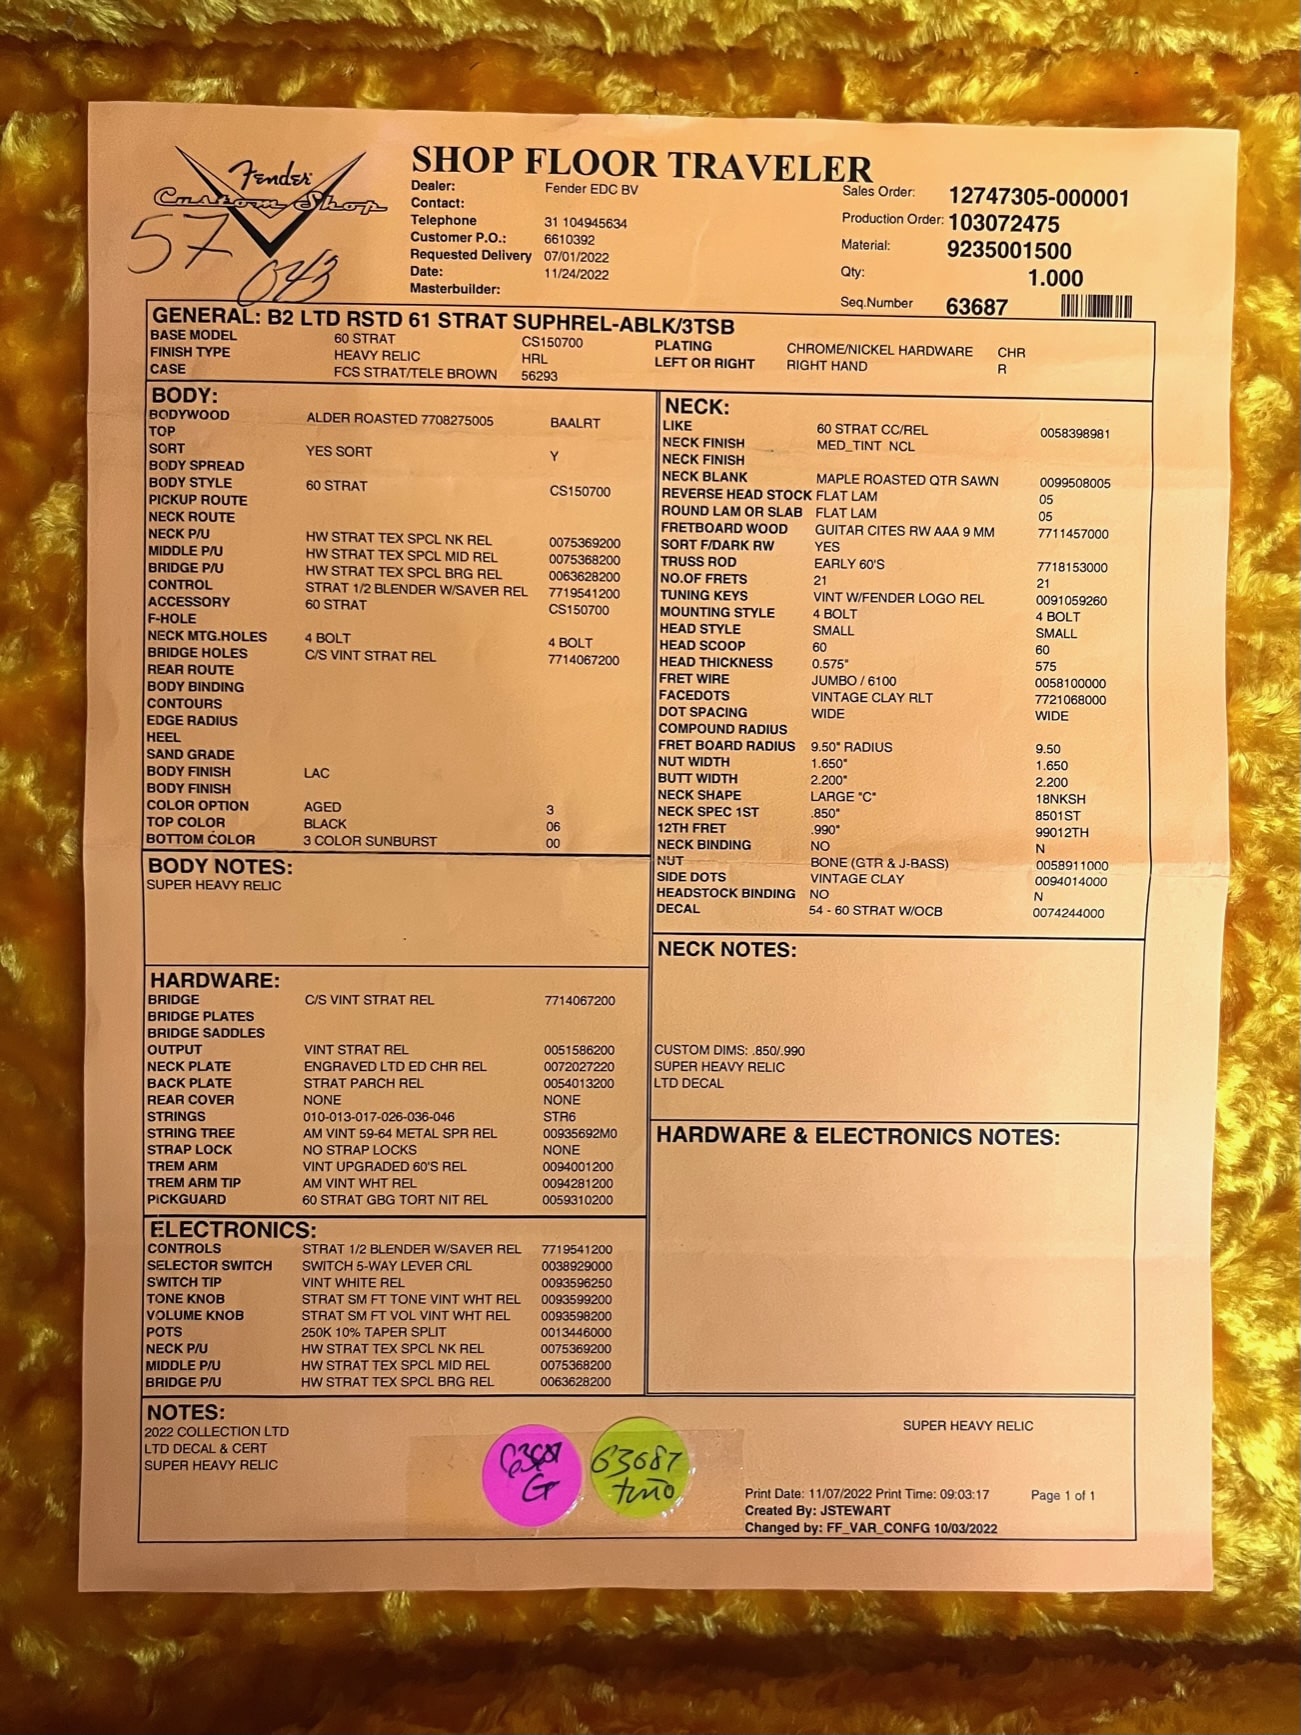 Fender
Custom Shop
57
043
SHOP FLOOR TRAVELER
Dealer: Fender EDC BV
Contact:
Telephone 31 104945634
Customer P.O.: 6610392
Requested Delivery 07/01/2022
Date: 11/24/2022
Masterbuilder:
Sales Order: 12747305-000001
Production Order: 103072475
Material: 9235001500
Qty: 1.000
Seq.Number 63687
GENERAL: B2 LTD RSTD 61 STRAT SUPHREL-ABLK/3TSB
BASE MODEL 60 STRAT CS150700
FINISH TYPE HEAVY RELIC HRL
CASE FCS STRAT/TELE BROWN 56293
PLATING CHROME/NICKEL HARDWARE CHR
LEFT OR RIGHT RIGHT HAND R
BODY:
BODYWOOD ALDER ROASTED 7708275005 BAALRT
TOP
SORT YES SORT Y
BODY SPREAD
BODY STYLE 60 STRAT CS150700
PICKUP ROUTE
NECK ROUTE
NECK P/U HW STRAT TEX SPCL NK REL 0075369200
MIDDLE P/U HW STRAT TEX SPCL MID REL 0075368200
BRIDGE P/U HW STRAT TEX SPCL BRG REL 0063628200
CONTROL STRAT 1/2 BLENDER W/SAVER REL 7719541200
ACCESSORY 60 STRAT CS150700
F-HOLE
NECK MTG.HOLES 4 BOLT 4 BOLT
BRIDGE HOLES C/S VINT STRAT REL 7714067200
REAR ROUTE
BODY BINDING
CONTOURS
EDGE RADIUS
HEEL
SAND GRADE
BODY FINISH LAC
BODY FINISH
COLOR OPTION AGED 3
TOP COLOR BLACK 06
BOTTOM COLOR 3 COLOR SUNBURST 00
BODY NOTES:
SUPER HEAVY RELIC
HARDWARE:
BRIDGE C/S VINT STRAT REL 7714067200
BRIDGE PLATES
BRIDGE SADDLES
OUTPUT VINT STRAT REL 0051586200
NECK PLATE ENGRAVED LTD ED CHR REL 0072027220
BACK PLATE STRAT PARCH REL 0054013200
REAR COVER NONE NONE
STRINGS 010-013-017-026-036-046 STR6
STRING TREE AM VINT 59-64 METAL SPR REL 00935692M0
STRAP LOCK NO STRAP LOCKS NONE
TREM ARM VINT UPGRADED 60'S REL 0094001200
TREM ARM TIP AM VINT WHT REL 0094281200
PICKGUARD 60 STRAT GBG TORT NIT REL 0059310200
ELECTRONICS:
CONTROLS STRAT 1/2 BLENDER W/SAVER REL 7719541200
SELECTOR SWITCH SWITCH 5-WAY LEVER CRL 0038929000
SWITCH TIP VINT WHITE REL 0093596250
TONE KNOB STRAT SM FT TONE VINT WHT REL 0093599200
VOLUME KNOB STRAT SM FT VOL VINT WHT REL 0093598200
POTS 250K 10% TAPER SPLIT 0013446000
NECK P/U HW STRAT TEX SPCL NK REL 0075369200
MIDDLE P/U HW STRAT TEX SPCL MID REL 0075368200
BRIDGE P/U HW STRAT TEX SPCL BRG REL 0063628200
NECK:
LIKE 60 STRAT CC/REL 0058398981
NECK FINISH MED_TINT NCL
NECK FINISH
NECK BLANK MAPLE ROASTED QTR SAWN 0099508005
REVERSE HEAD STOCK FLAT LAM 05
ROUND LAM OR SLAB FLAT LAM 05
FRETBOARD WOOD GUITAR CITES RW AAA 9 MM 7711457000
SORT F/DARK RW YES
TRUSS ROD EARLY 60'S 7718153000
NO.OF FRETS 21 21
TUNING KEYS VINT W/FENDER LOGO REL 0091059260
MOUNTING STYLE 4 BOLT 4 BOLT
HEAD STYLE SMALL SMALL
HEAD SCOOP 60 60
HEAD THICKNESS 0.575" 575
FRET WIRE JUMBO / 6100 0058100000
FACEDOTS VINTAGE CLAY RLT 7721068000
DOT SPACING WIDE WIDE
COMPOUND RADIUS
FRET BOARD RADIUS 9.50" RADIUS 9.50
NUT WIDTH 1.650" 1.650
BUTT WIDTH 2.200" 2.200
NECK SHAPE LARGE "C" 18NKSH
NECK SPEC 1ST .850" 8501ST
12TH FRET .990" 99012TH
NECK BINDING NO N
NUT BONE (GTR & J-BASS) 0058911000
SIDE DOTS VINTAGE CLAY 0094014000
HEADSTOCK BINDING NO N
DECAL 54 - 60 STRAT W/OCB 0074244000
NECK NOTES:
CUSTOM DIMS: .850/.990
SUPER HEAVY RELIC
LTD DECAL
HARDWARE & ELECTRONICS NOTES:
NOTES:
2022 COLLECTION LTD
LTD DECAL & CERT
SUPER HEAVY RELIC
63687
G
63687
SUPER HEAVY RELIC
Print Date: 11/07/2022 Print Time: 09:03:17 Page 1 of 1
Created By: JSTEWART
Changed by: FF_VAR_CONFG 10/03/2022